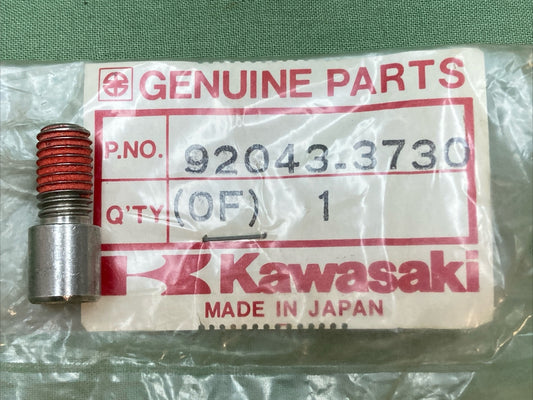 GENUINE PARTS
P.NO. 92043-3730
Q'TY (OF) 1
Kawasaki
MADE IN JAPAN